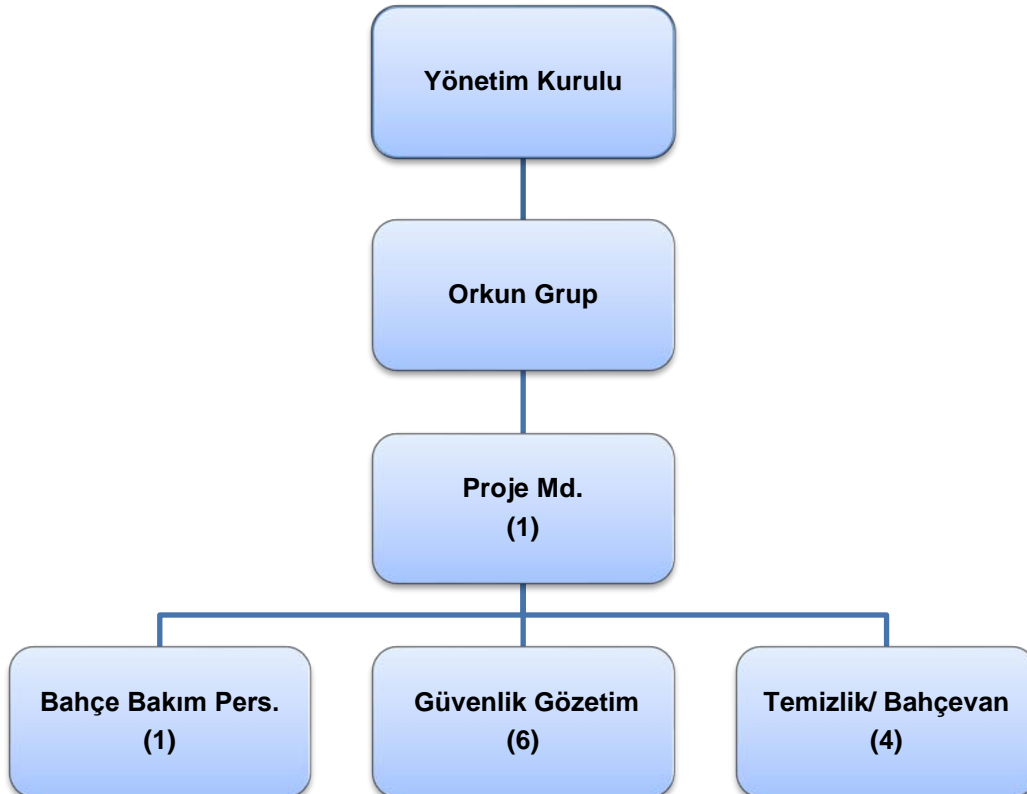 Yönetim Kurulu
Orkun Grup
Proje Md.
(1)
Bahçe Bakım Pers.
(1)
Güvenlik Gözetim
(6)
Temizlik/ Bahçevan
(4)